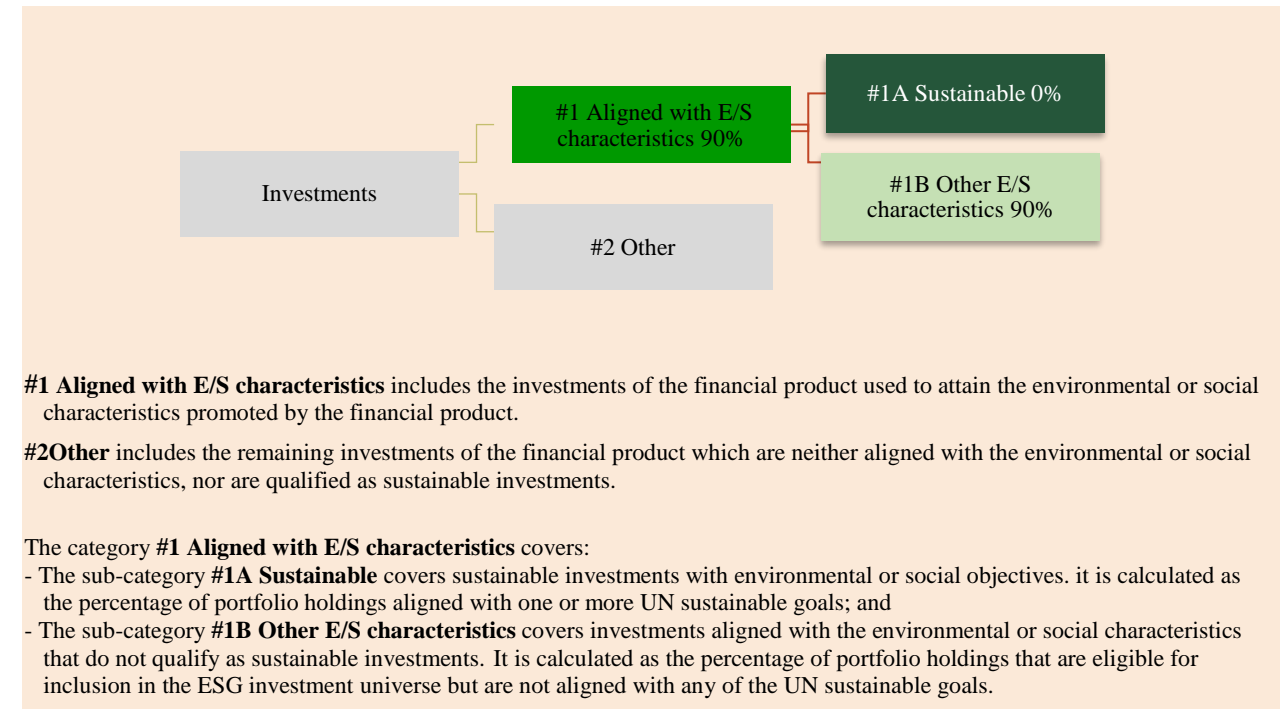 #1A Sustainable 0%
#1 Aligned with E/S
characteristics 90%
Investments
#1B Other E/S
characteristics 90%
#2 Other
#1 Aligned with E/S characteristics includes the investments of the financial product used to attain the environmental or social
characteristics promoted by the financial product.
#2Other includes the remaining investments of the financial product which are neither aligned with the environmental or social
characteristics, nor are qualified as sustainable investments.
The category #1 Aligned with E/S characteristics covers:
- The sub-category #1A Sustainable covers sustainable investments with environmental or social objectives. it is calculated as
the percentage of portfolio holdings aligned with one or more UN sustainable goals; and
- The sub-category #1B Other E/S characteristics covers investments aligned with the environmental or social characteristics
that do not qualify as sustainable investments. It is calculated as the percentage of portfolio holdings that are eligible for
inclusion in the ESG investment universe but are not aligned with any of the UN sustainable goals.